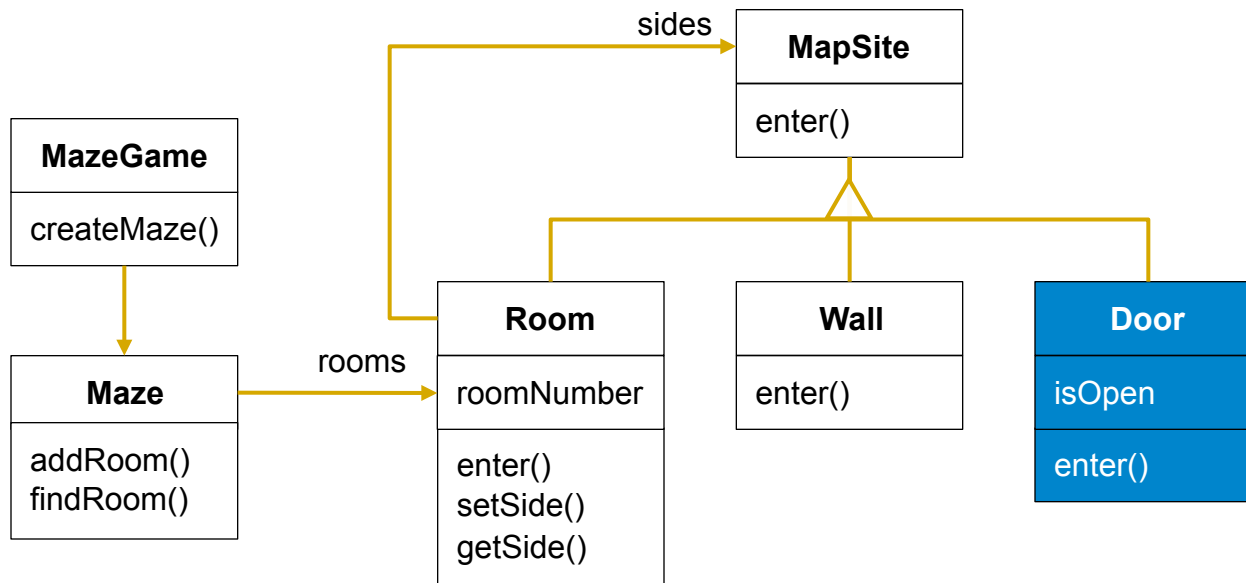 sides
MapSite
enter()
MazeGame
createMaze()
Room
roomNumber
enter()
setSide()
getSide()
Wall
enter()
Door
isOpen
enter()
rooms
Maze
addRoom()
findRoom()